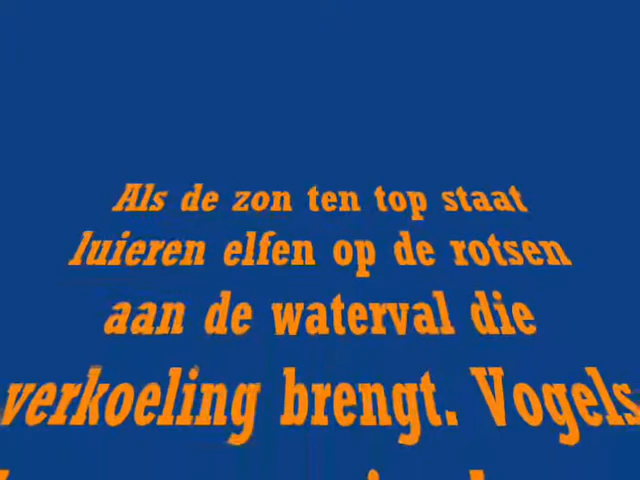 Als de zon ten top staat
luieren elfen op de rotsen
aan de waterval die
verkoeling brengt. Vogels